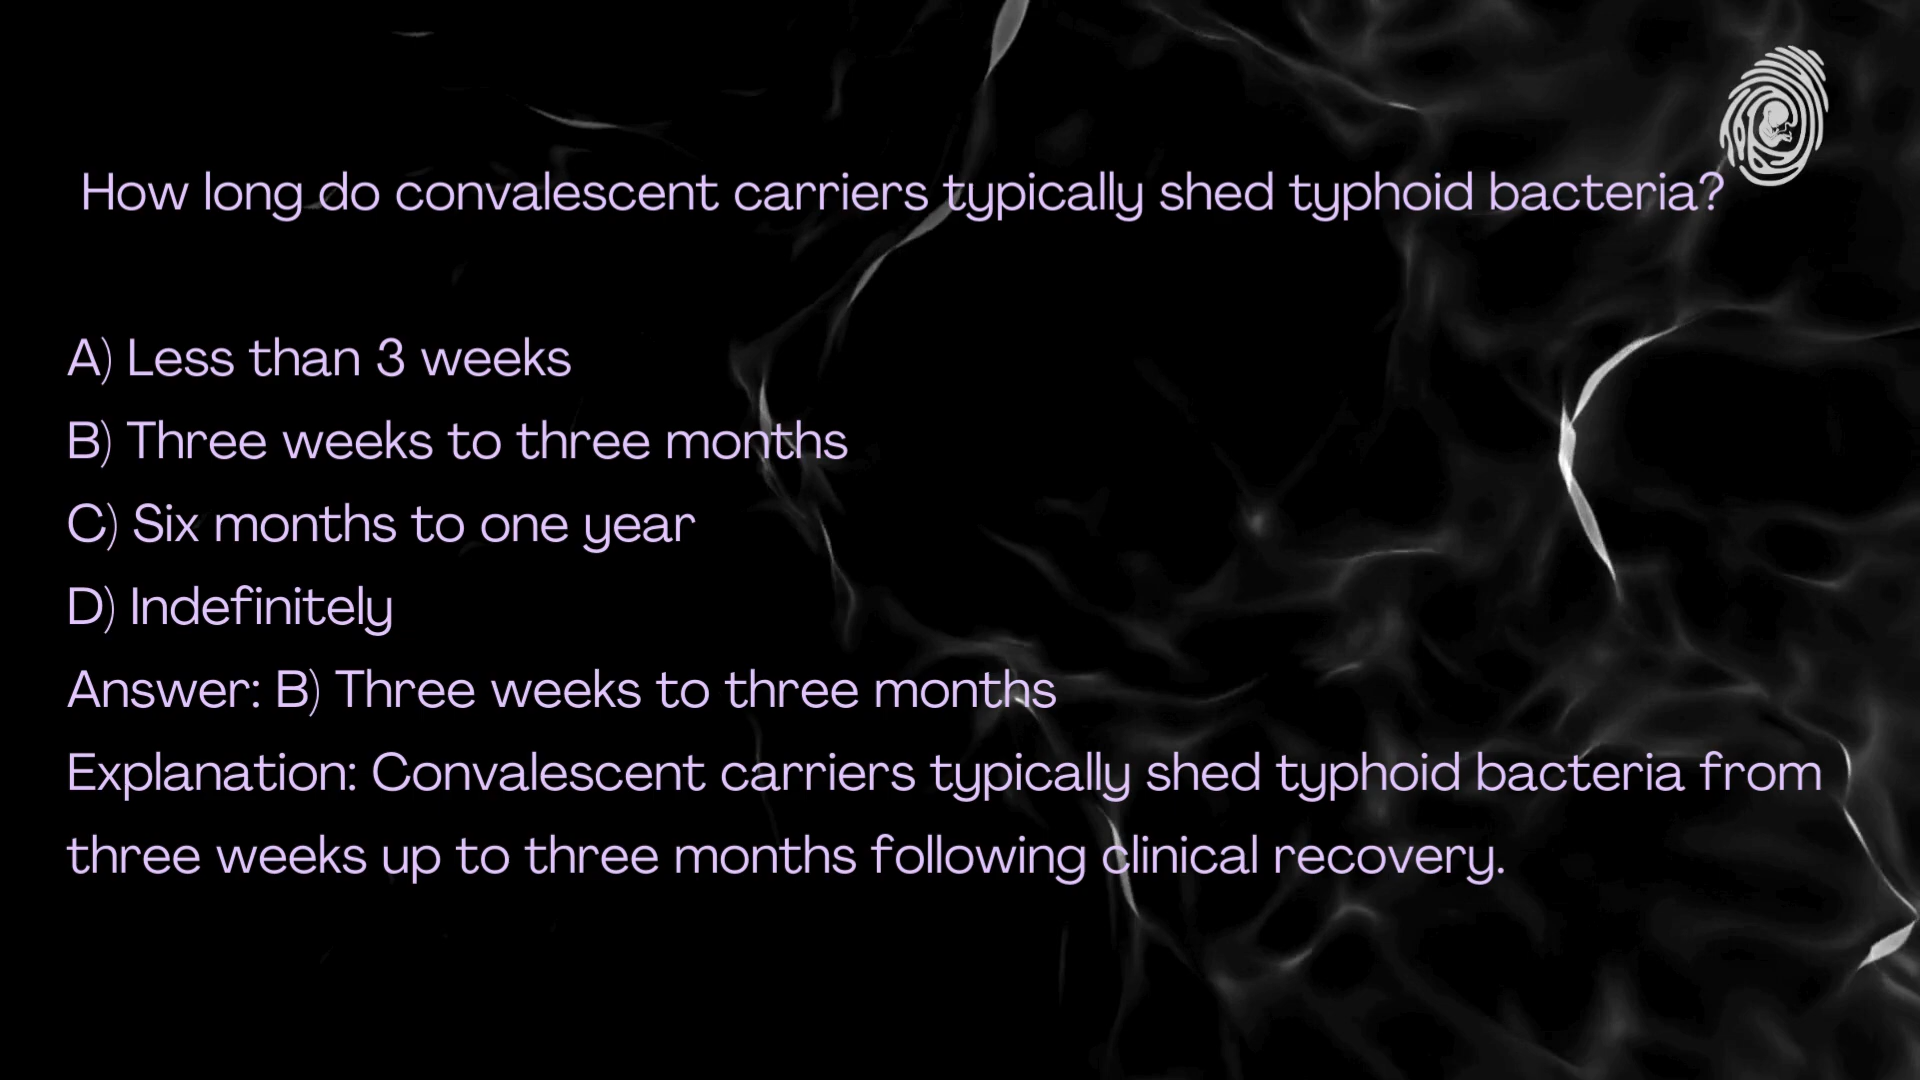 How long do convalescent carriers typically shed typhoid bacteria?
A) Less than 3 weeks
B) Three weeks to three months
C) Six months to one year
D) Indefinitely
Answer: B) Three weeks to three months
Explanation: Convalescent carriers typically shed typhoid bacteria from
three weeks up to three months following clinical recovery.